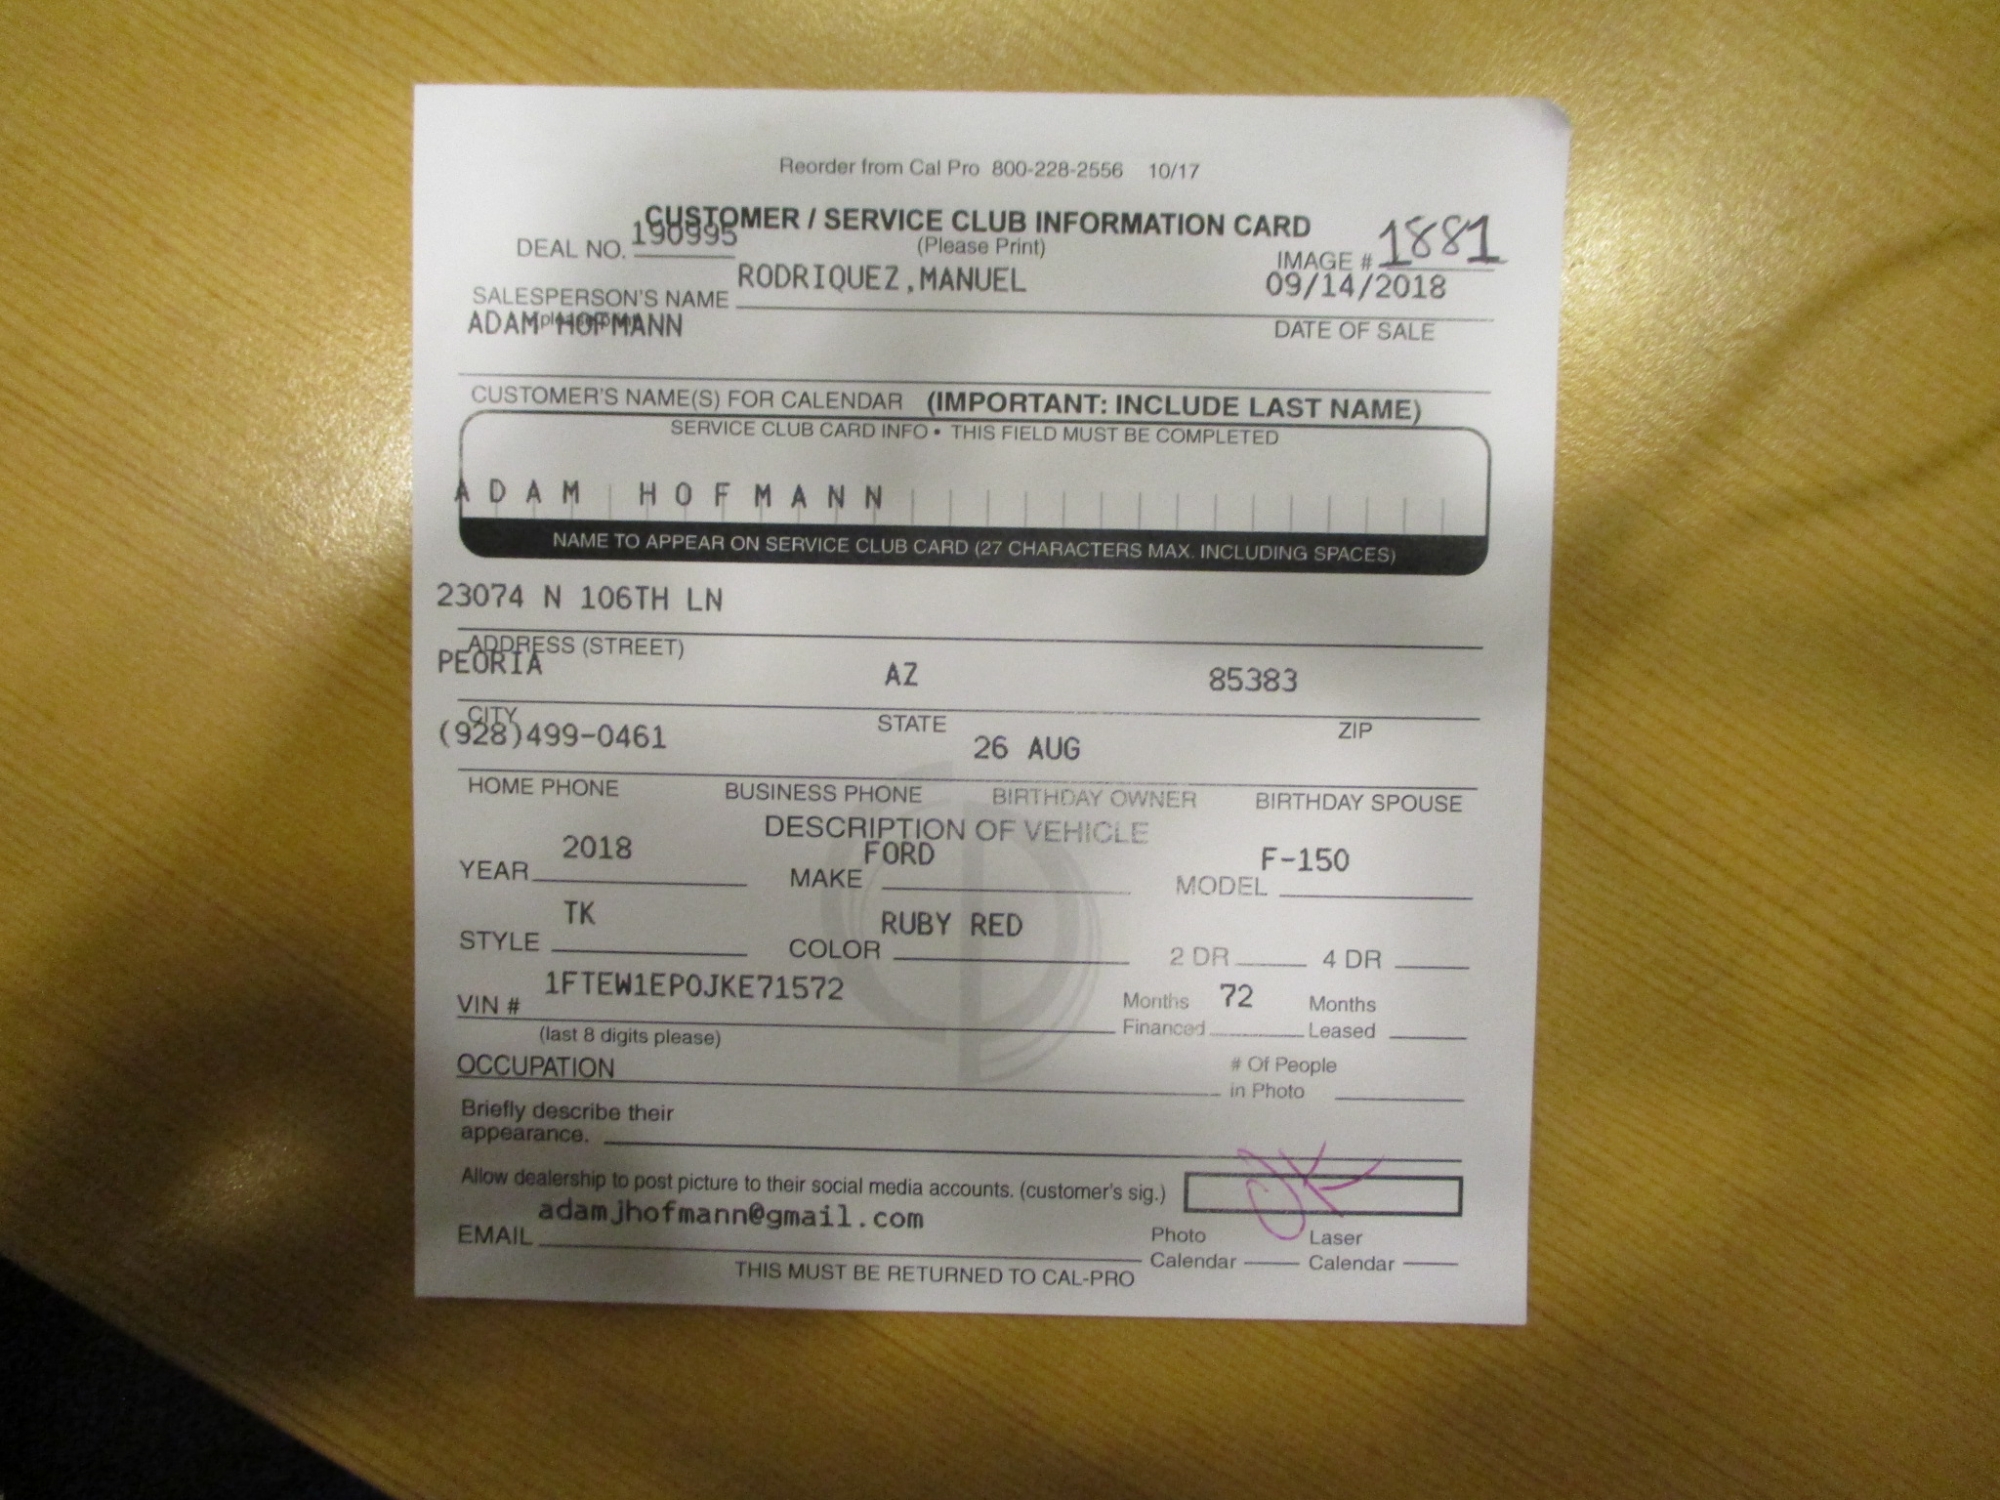 Reorder from Cal Pro 800-228-2556 10/17
CUSTOMER / SERVICE CLUB INFORMATION CARD
DEAL NO. 190995 (Please Print) IMAGE # 1881
SALESPERSON'S NAME RODRIQUEZ,MANUEL 09/14/2018
please print
ADAM HOFMANN DATE OF SALE
CUSTOMER'S NAME(S) FOR CALENDAR (IMPORTANT: INCLUDE LAST NAME)
SERVICE CLUB CARD INFO • THIS FIELD MUST BE COMPLETED
ADAM HOFMANN
NAME TO APPEAR ON SERVICE CLUB CARD (27 CHARACTERS MAX. INCLUDING SPACES)
23074 N 106TH LN
ADDRESS (STREET)
PEORIA AZ 85383
CITY STATE ZIP
(928)499-0461 26 AUG
HOME PHONE BUSINESS PHONE BIRTHDAY OWNER BIRTHDAY SPOUSE
DESCRIPTION OF VEHICLE
YEAR 2018 MAKE FORD MODEL F-150
STYLE TK COLOR RUBY RED 2 DR 4 DR
VIN # 1FTEW1EP0JKE71572 Months Financed 72 Months Leased
(last 8 digits please)
OCCUPATION # Of People in Photo
Briefly describe their appearance.
Allow dealership to post picture to their social media accounts. (customer's sig.)
EMAIL adamjhofmann@gmail.com Photo Calendar Laser Calendar
THIS MUST BE RETURNED TO CAL-PRO